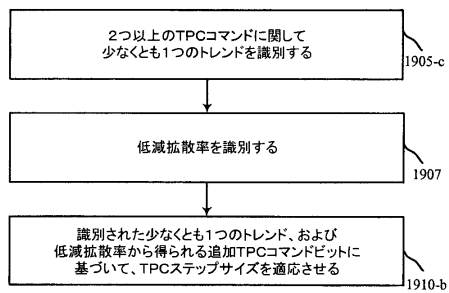 2つ以上のTPCコマンドに関して
少なくとも1つのトレンドを識別する
1905-c
低減拡散率を識別する
1907
識別された少なくとも1つのトレンド、および
低減拡散率から得られる追加TPCコマンドビットに
基づいて、TPCステップサイズを適応させる
1910-b